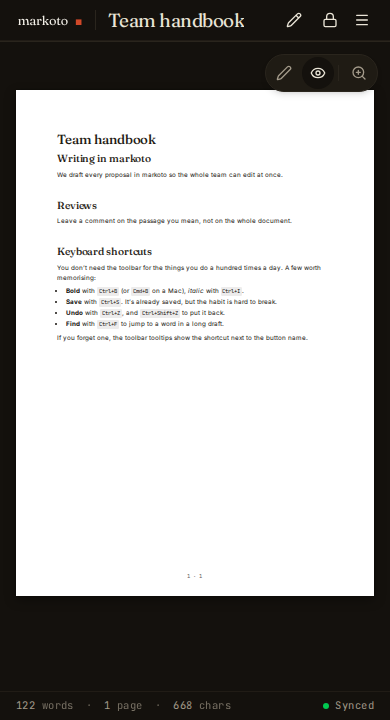 markoto
Team handbook
Team handbook
Writing in markoto
We draft every proposal in markoto so the whole team can edit at once.
Reviews
Leave a comment on the passage you mean, not on the whole document.
Keyboard shortcuts
You don't need the toolbar for the things you do a hundred times a day. A few worth
memorising:
• Bold with Ctrl+B (or Cmd+B on a Mac), italic with Ctrl+I.
• Save with Ctrl+S. It's already saved, but the habit is hard to break.
• Undo with Ctrl+Z, and Ctrl+Shift+Z to put it back.
• Find with Ctrl+F to jump to a word in a long draft.
If you forget one, the toolbar tooltips show the shortcut next to the button name.
1 - 1
122 words · 1 page · 668 chars
Synced